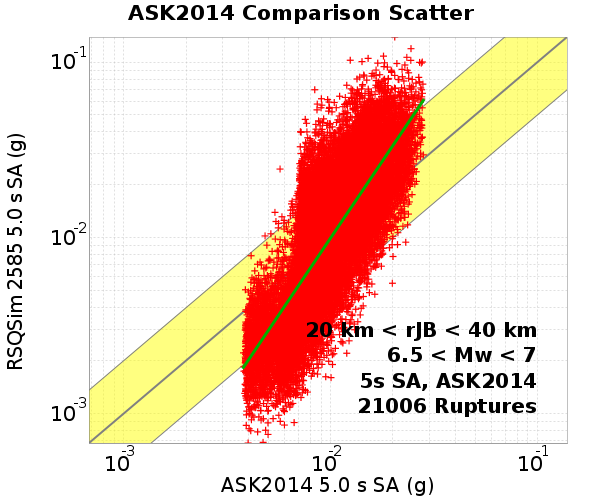 ASK2014 Comparison Scatter
RSQSim 2585 5.0 s SA (g)
10-1
10-2
10-3
20 km < rJB < 40 km
6.5 < Mw < 7
5s SA, ASK2014
21006 Ruptures
10-3 10-2 10-1
ASK2014 5.0 s SA (g)